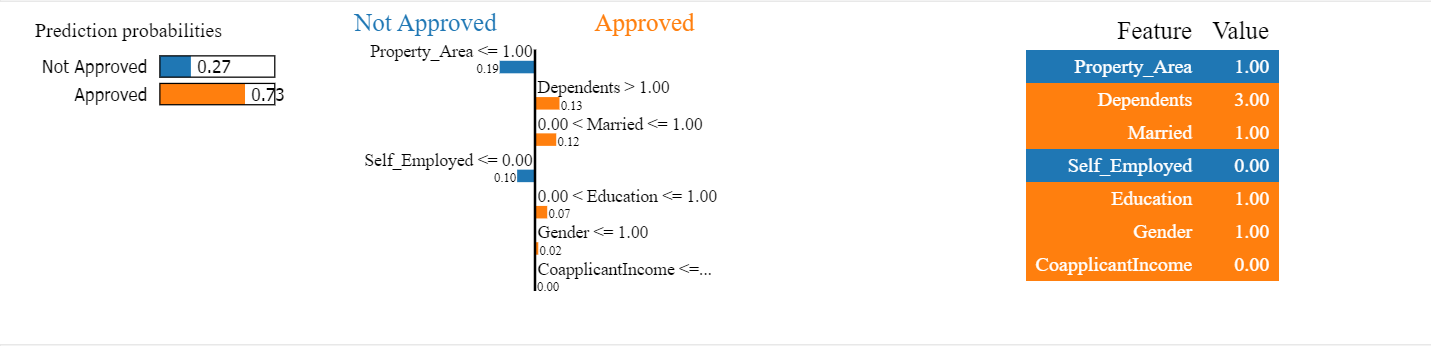 Prediction probabilities
Not Approved 0.27
Approved 0.73
Not Approved Approved
Property_Area <= 1.00
0.19
Dependents > 1.00
0.13
0.00 < Married <= 1.00
0.12
Self_Employed <= 0.00
0.10
0.00 < Education <= 1.00
0.07
Gender <= 1.00
0.02
CoapplicantIncome <=...
0.00
Feature Value
Property_Area 1.00
Dependents 3.00
Married 1.00
Self_Employed 0.00
Education 1.00
Gender 1.00
CoapplicantIncome 0.00